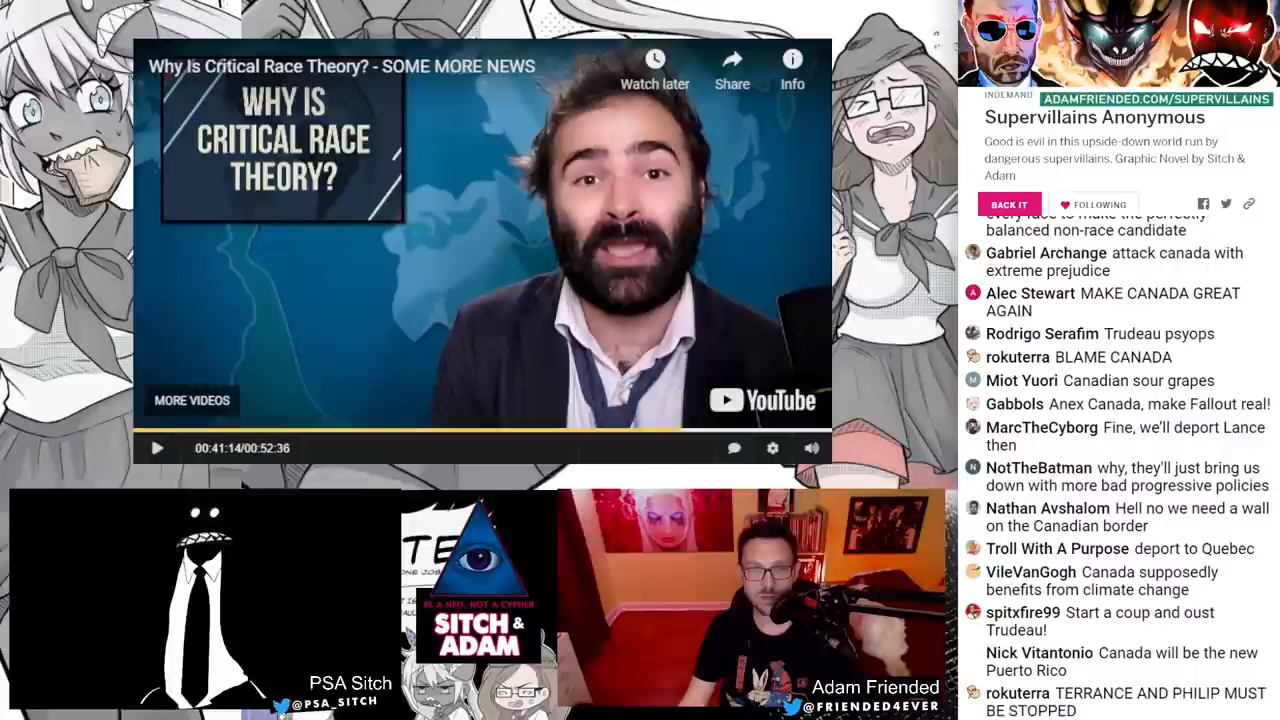 Why Is Critical Race Theory? - SOME MORE NEWS
Watch later
Share
Info
WHY IS
CRITICAL RACE
THEORY?
MORE VIDEOS
YouTube
00:41:14/00:52:36
BE A NEO, NOT A CYPHER
SITCH &
ADAM
PSA Sitch
@PSA_SITCH
Adam Friended
@FRIENDED4EVER
INDEMAND
ADAMFRIENDED.COM/SUPERVILLAINS
Supervillains Anonymous
Good is evil in this upside-down world run by
dangerous supervillains. Graphic Novel by Sitch &
Adam
BACK IT
FOLLOWING
every race to make the perfectly
balanced non-race candidate
Gabriel Archange attack canada with
extreme prejudice
Alec Stewart MAKE CANADA GREAT
AGAIN
Rodrigo Serafim Trudeau psyops
rokuterra BLAME CANADA
Miot Yuori Canadian sour grapes
Gabbols Anex Canada, make Fallout real!
MarcTheCyborg Fine, we'll deport Lance
then
NotTheBatman why, they'll just bring us
down with more bad progressive policies
Nathan Avshalom Hell no we need a wall
on the Canadian border
Troll With A Purpose deport to Quebec
VileVanGogh Canada supposedly
benefits from climate change
spitxfire99 Start a coup and oust
Trudeau!
Nick Vitantonio Canada will be the new
Puerto Rico
rokuterra TERRANCE AND PHILIP MUST
BE STOPPED